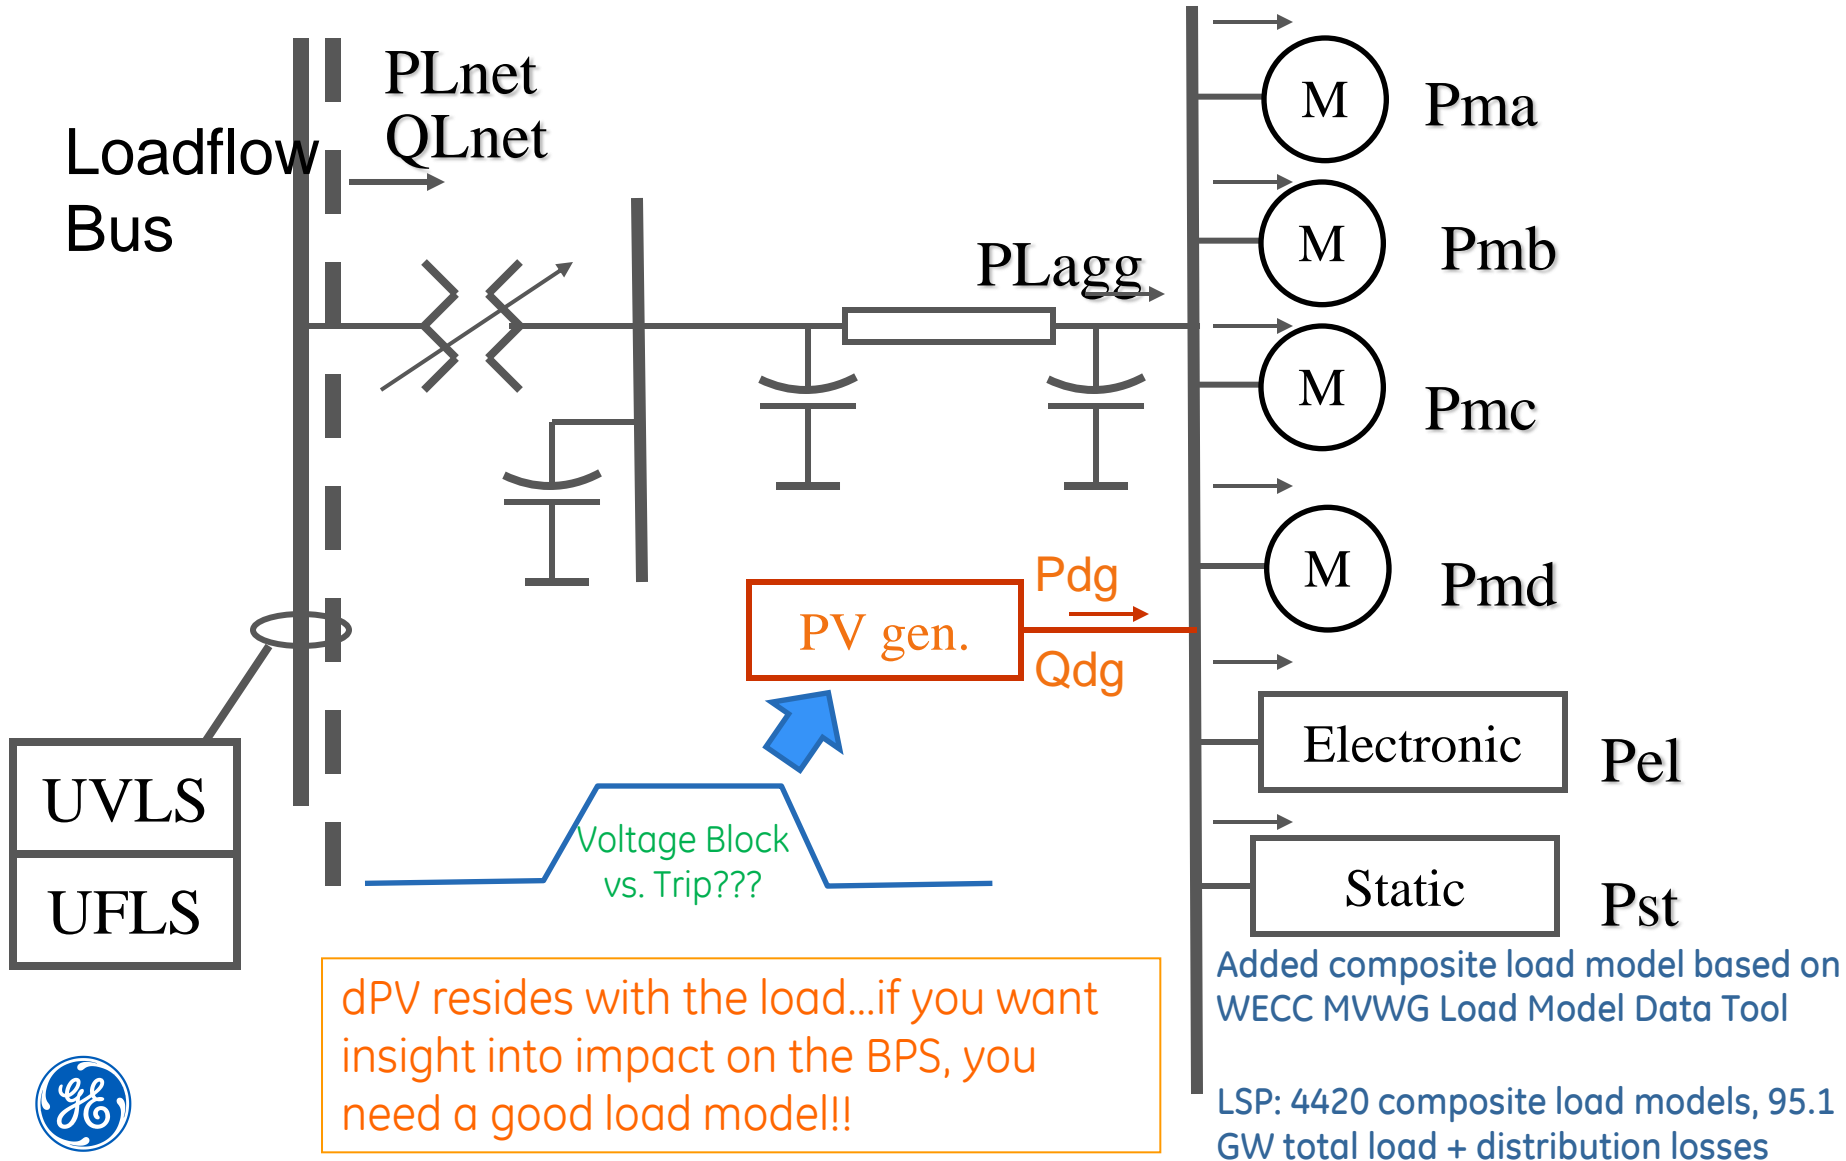 PLnet
QLnet
Loadflow
Bus
PLagg
M
Pma
M
Pmb
M
Pmc
M
Pmd
Pdg
PV gen.
Qdg
Electronic
Pel
UVLS
UFLS
Voltage Block
vs. Trip???
Static
Pst
dPV resides with the load...if you want
insight into impact on the BPS, you
need a good load model!!
Added composite load model based on
WECC MVWG Load Model Data Tool
LSP: 4420 composite load models, 95.1
GW total load + distribution losses
GE